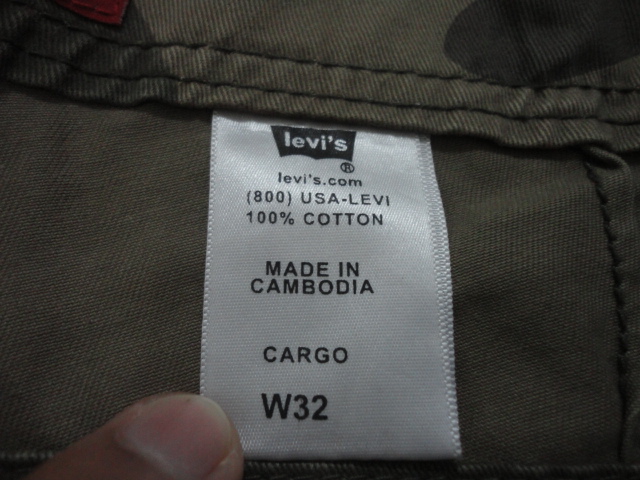 levi's
®
levi's.com
(800) USA-LEVI
100% COTTON
MADE IN
CAMBODIA
CARGO
W32